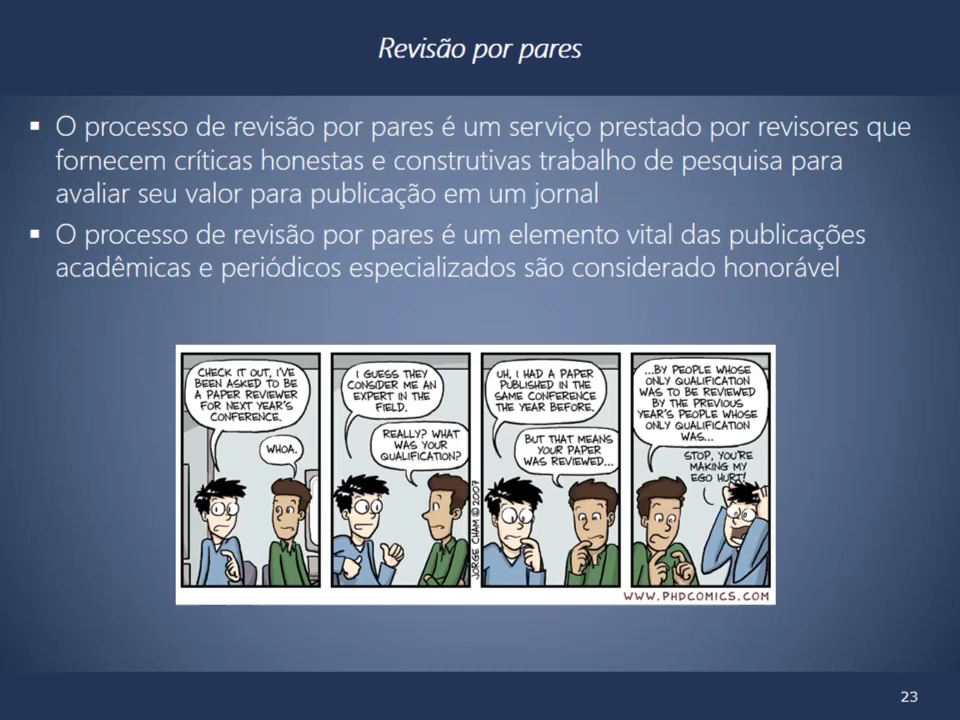 Revisão por pares
▪ O processo de revisão por pares é um serviço prestado por revisores que
fornecem críticas honestas e construtivas trabalho de pesquisa para
avaliar seu valor para publicação em um jornal
▪ O processo de revisão por pares é um elemento vital das publicações
acadêmicas e periódicos especializados são considerado honorável
CHECK IT OUT, I'VE
BEEN ASKED TO BE
A PAPER REVIEWER
FOR NEXT YEAR'S
CONFERENCE.
WHOA.
I GUESS THEY
CONSIDER ME AN
EXPERT IN THE
FIELD.
REALLY? WHAT
WAS YOUR
QUALIFICATION?
JORGE CHAM © 2007
UH, I HAD A PAPER
PUBLISHED IN THE
SAME CONFERENCE
THE YEAR BEFORE.
BUT THAT MEANS
YOUR PAPER
WAS REVIEWED...
...BY PEOPLE WHOSE
ONLY QUALIFICATION
WAS TO BE REVIEWED
BY THE PREVIOUS
YEAR'S PEOPLE WHOSE
ONLY QUALIFICATION
WAS...
STOP, YOU'RE
MAKING MY
EGO HURT!
WWW.PHDCOMICS.COM
23